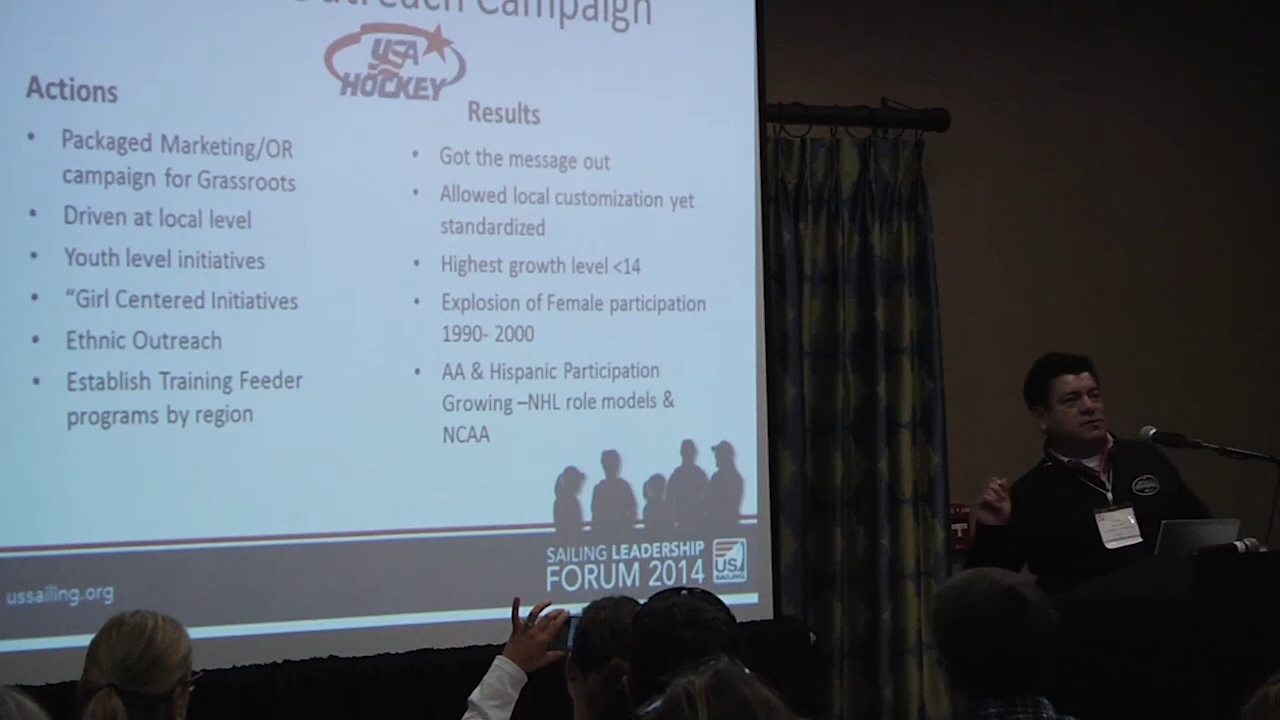 Outreach Campaign
USA
HOCKEY
Actions
• Packaged Marketing/OR
campaign for Grassroots
• Driven at local level
• Youth level initiatives
• “Girl Centered Initiatives
• Ethnic Outreach
• Establish Training Feeder
programs by region
Results
• Got the message out
• Allowed local customization yet
standardized
• Highest growth level <14
• Explosion of Female participation
1990- 2000
• AA & Hispanic Participation
Growing –NHL role models &
NCAA
ussailing.org
SAILING LEADERSHIP
FORUM 2014
US
SAILING